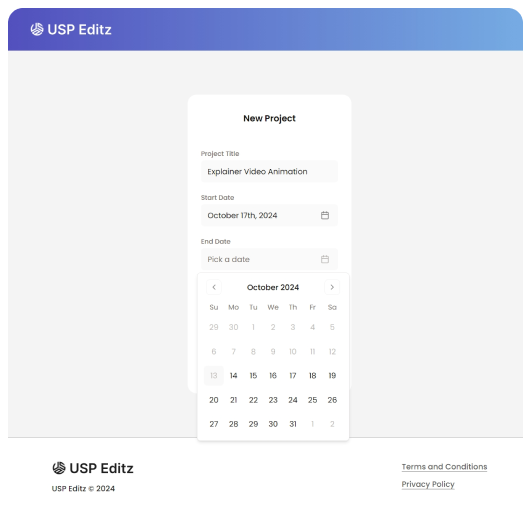 USP Editz
New Project
Project Title
Explainer Video Animation
Start Date
October 17th, 2024
End Date
Pick a date
October 2024
Su Mo Tu We Th Fr Sa
29 30 1 2 3 4 5
6 7 8 9 10 11 12
13 14 15 16 17 18 19
20 21 22 23 24 25 26
27 28 29 30 31 1 2
USP Editz
USP Editz © 2024
Terms and Conditions
Privacy Policy